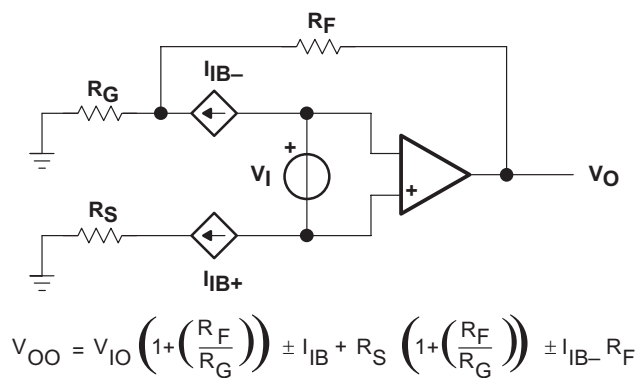 RF
IIB–
RG
+
VI
+
VO
RS
IIB+
VOO = VIO (1+(RF/RG)) ± IIB + RS (1+(RF/RG)) ± IIB– RF